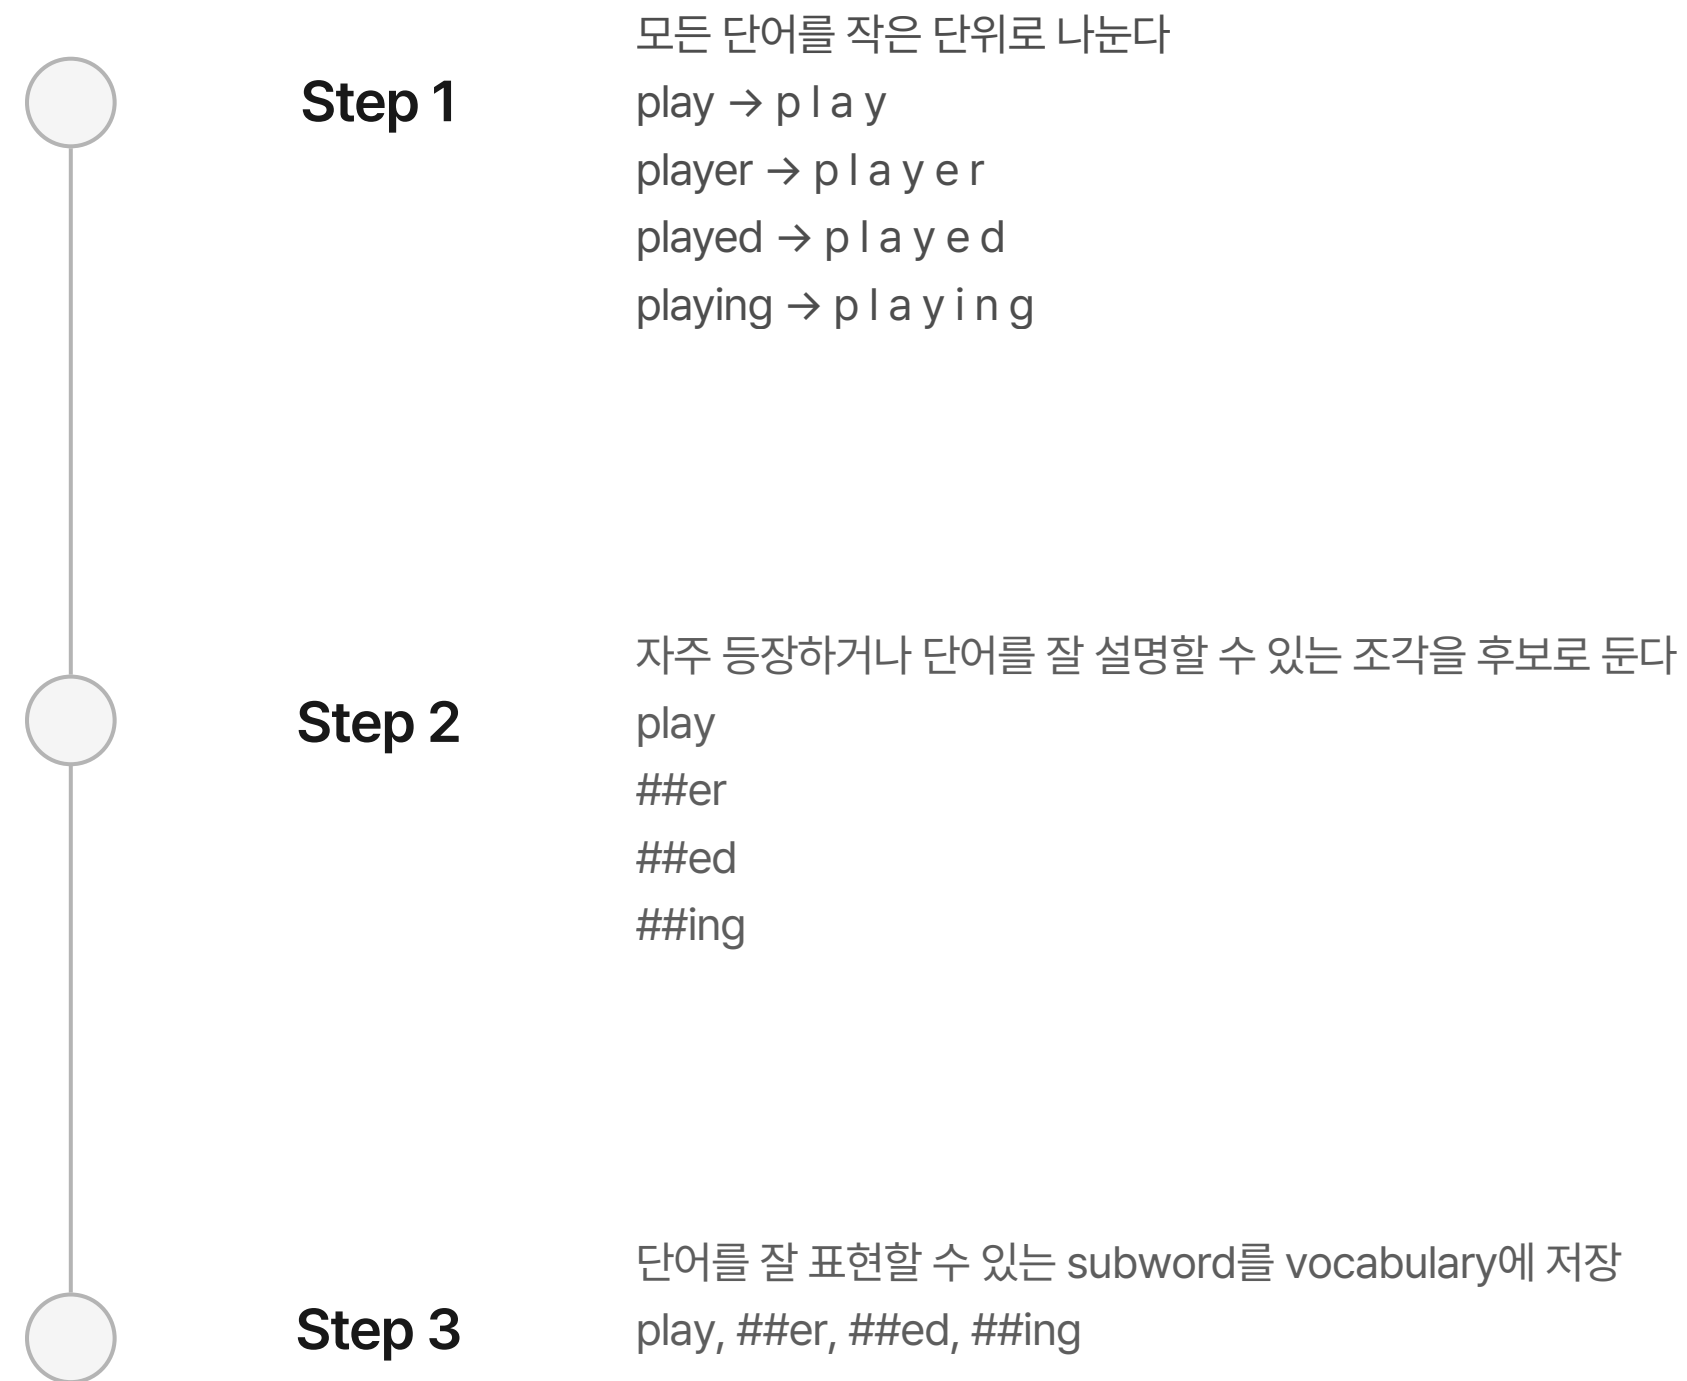 모든 단어를 작은 단위로 나눈다
Step 1
play → p l a y
player → p l a y e r
played → p l a y e d
playing → p l a y i n g
자주 등장하거나 단어를 잘 설명할 수 있는 조각을 후보로 둔다
Step 2
play
##er
##ed
##ing
단어를 잘 표현할 수 있는 subword를 vocabulary에 저장
Step 3
play, ##er, ##ed, ##ing